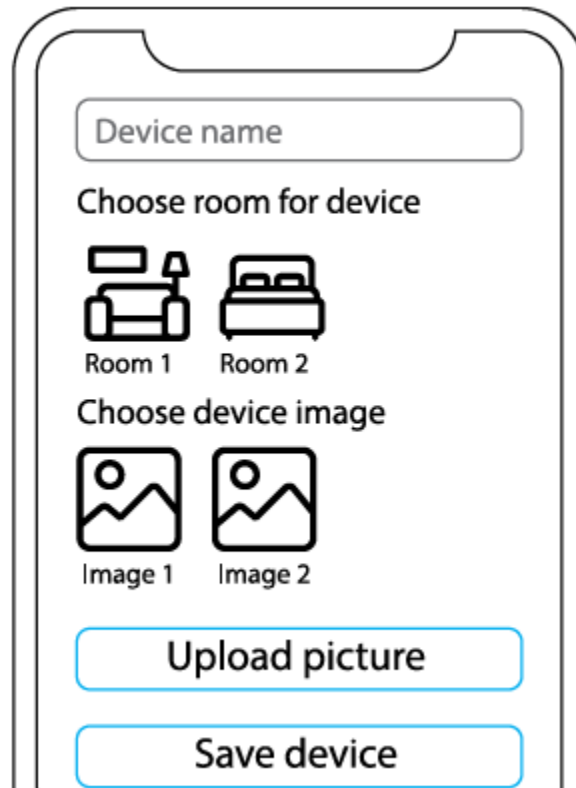 Device name
Choose room for device
Room 1 Room 2
Choose device image
Image 1 Image 2
Upload picture
Save device